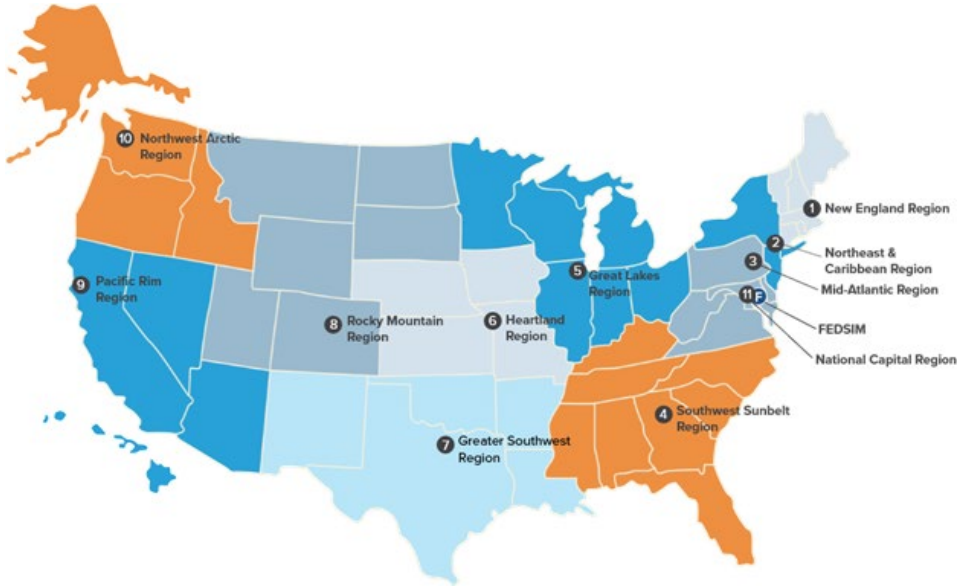 10 Northwest Arctic
Region
1 New England Region
2 Northeast &
Caribbean Region
3 Mid-Atlantic Region
5 Great Lakes
Region
9 Pacific Rim
Region
11 F
FEDSIM
8 Rocky Mountain
Region
6 Heartland
Region
National Capital Region
4 Southwest Sunbelt
Region
7 Greater Southwest
Region